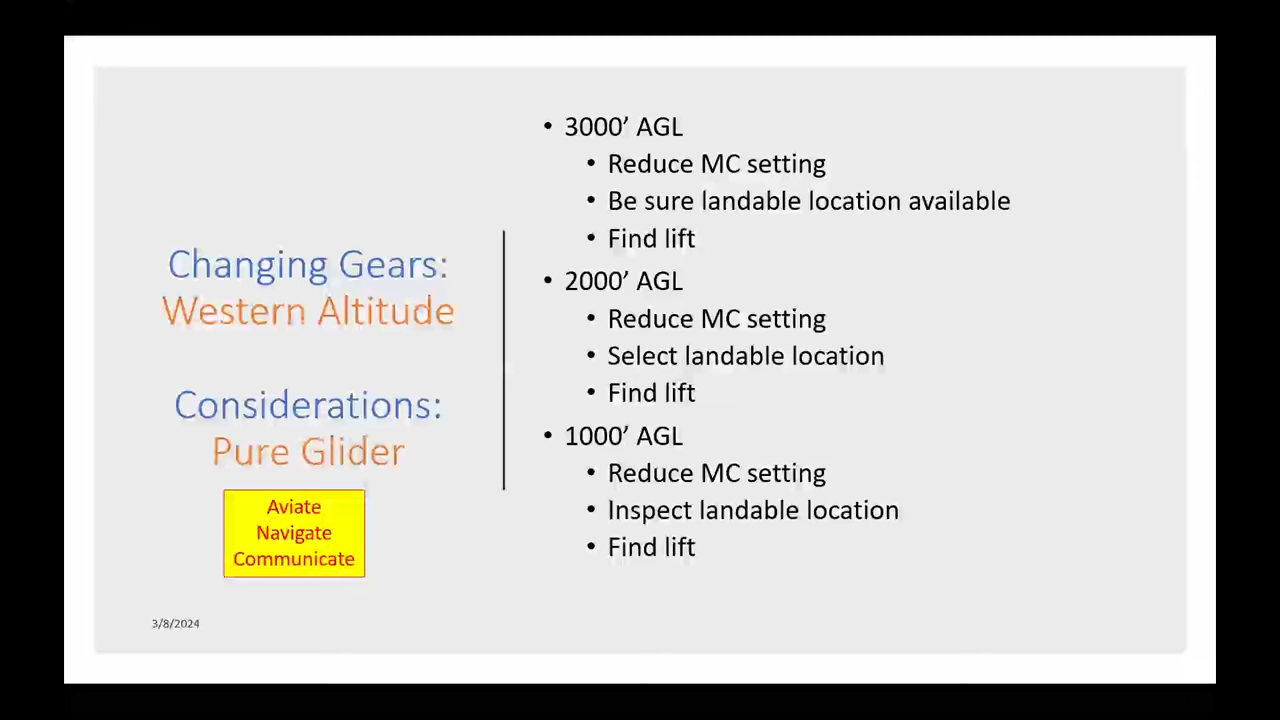 Changing Gears:
Western Altitude
Considerations:
Pure Glider
Aviate
Navigate
Communicate
• 3000’ AGL
• Reduce MC setting
• Be sure landable location available
• Find lift
• 2000’ AGL
• Reduce MC setting
• Select landable location
• Find lift
• 1000’ AGL
• Reduce MC setting
• Inspect landable location
• Find lift
3/8/2024